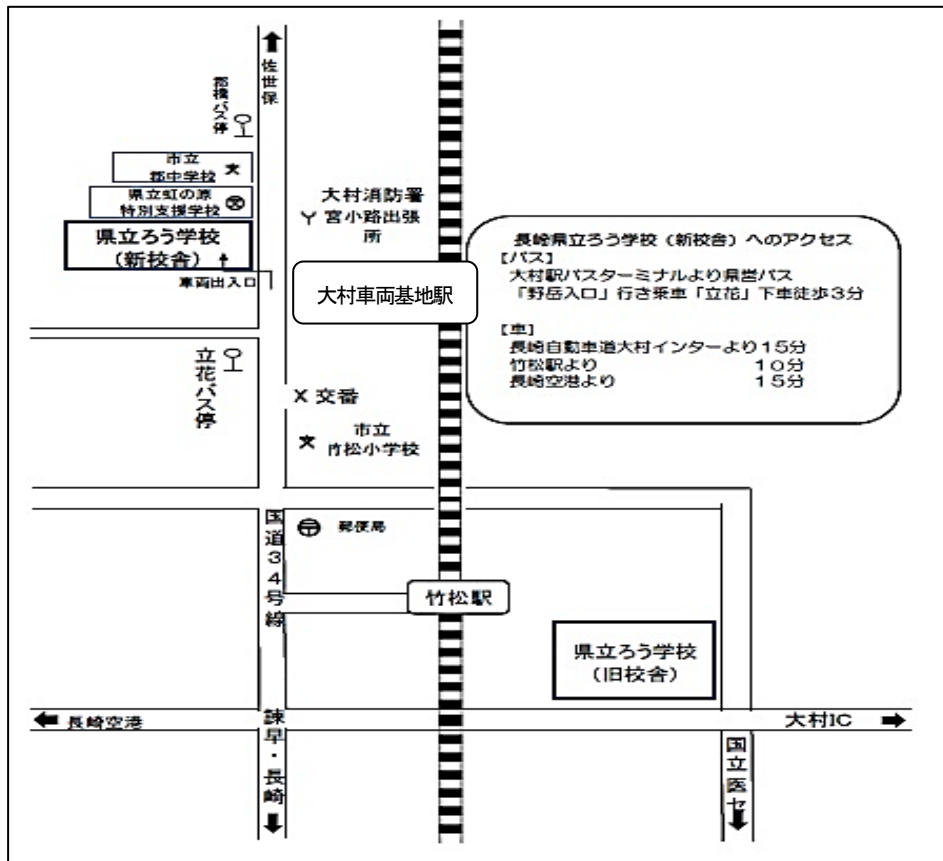 佐世保
郡橋バス停
市立
郡中学校
県立虹の原
特別支援学校
県立ろう学校
(新校舎)
車両出入口
大村消防署
宮小路出張
所
大村車両基地駅
長崎県立ろう学校(新校舎)へのアクセス
[バス]
大村駅バスターミナルより県営バス
「野岳入口」行き乗車「立花」下車徒歩3分
[車]
長崎自動車道大村インターより15分
竹松駅より 10分
長崎空港より 15分
立花バス停
X 交番
市立
竹松小学校
郵便局
国道34号線
竹松駅
県立ろう学校
(旧校舎)
長崎空港
諫早・長崎
大村IC
国立医セ